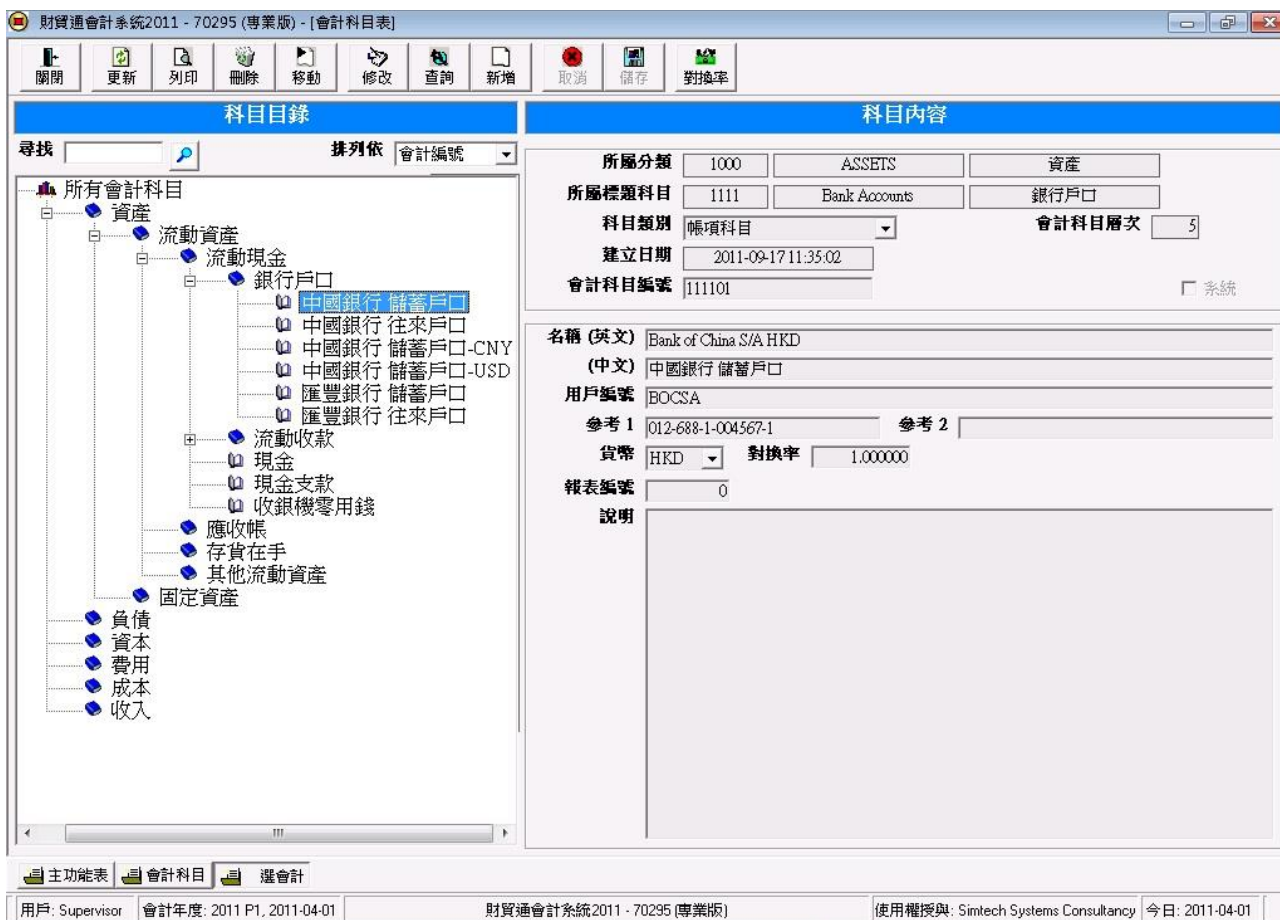 財貿通會計系統2011 - 70295 (專業版) - [會計科目表]
關閉 更新 列印 刪除 移動 修改 查詢 新增 取消 儲存 對換率
科目目錄
尋找 排列依 會計編號
所有會計科目
資產
流動資產
流動現金
銀行戶口
中國銀行 儲蓄戶口
中國銀行 往來戶口
中國銀行 儲蓄戶口-CNY
中國銀行 儲蓄戶口-USD
匯豐銀行 儲蓄戶口
匯豐銀行 往來戶口
流動收款
現金
現金支款
收銀機零用錢
應收帳
存貨在手
其他流動資產
固定資產
負債
資本
費用
成本
收入
科目內容
所屬分類 1000 ASSETS 資產
所屬標題科目 1111 Bank Accounts 銀行戶口
科目類別 帳項科目 會計科目層次 5
建立日期 2011-09-17 11:35:02
會計科目編號 111101 系統
名稱 (英文) Bank of China S/A HKD
(中文) 中國銀行 儲蓄戶口
用戶編號 BOCSA
參考 1 012-688-1-004567-1 參考 2
貨幣 HKD 對換率 1.000000
報表編號 0
說明
主功能表 會計科目 選會計
用戶: Supervisor 會計年度: 2011 P1, 2011-04-01 財貿通會計系統2011 - 70295 (專業版) 使用權授與: Simtech Systems Consultancy 今日: 2011-04-01